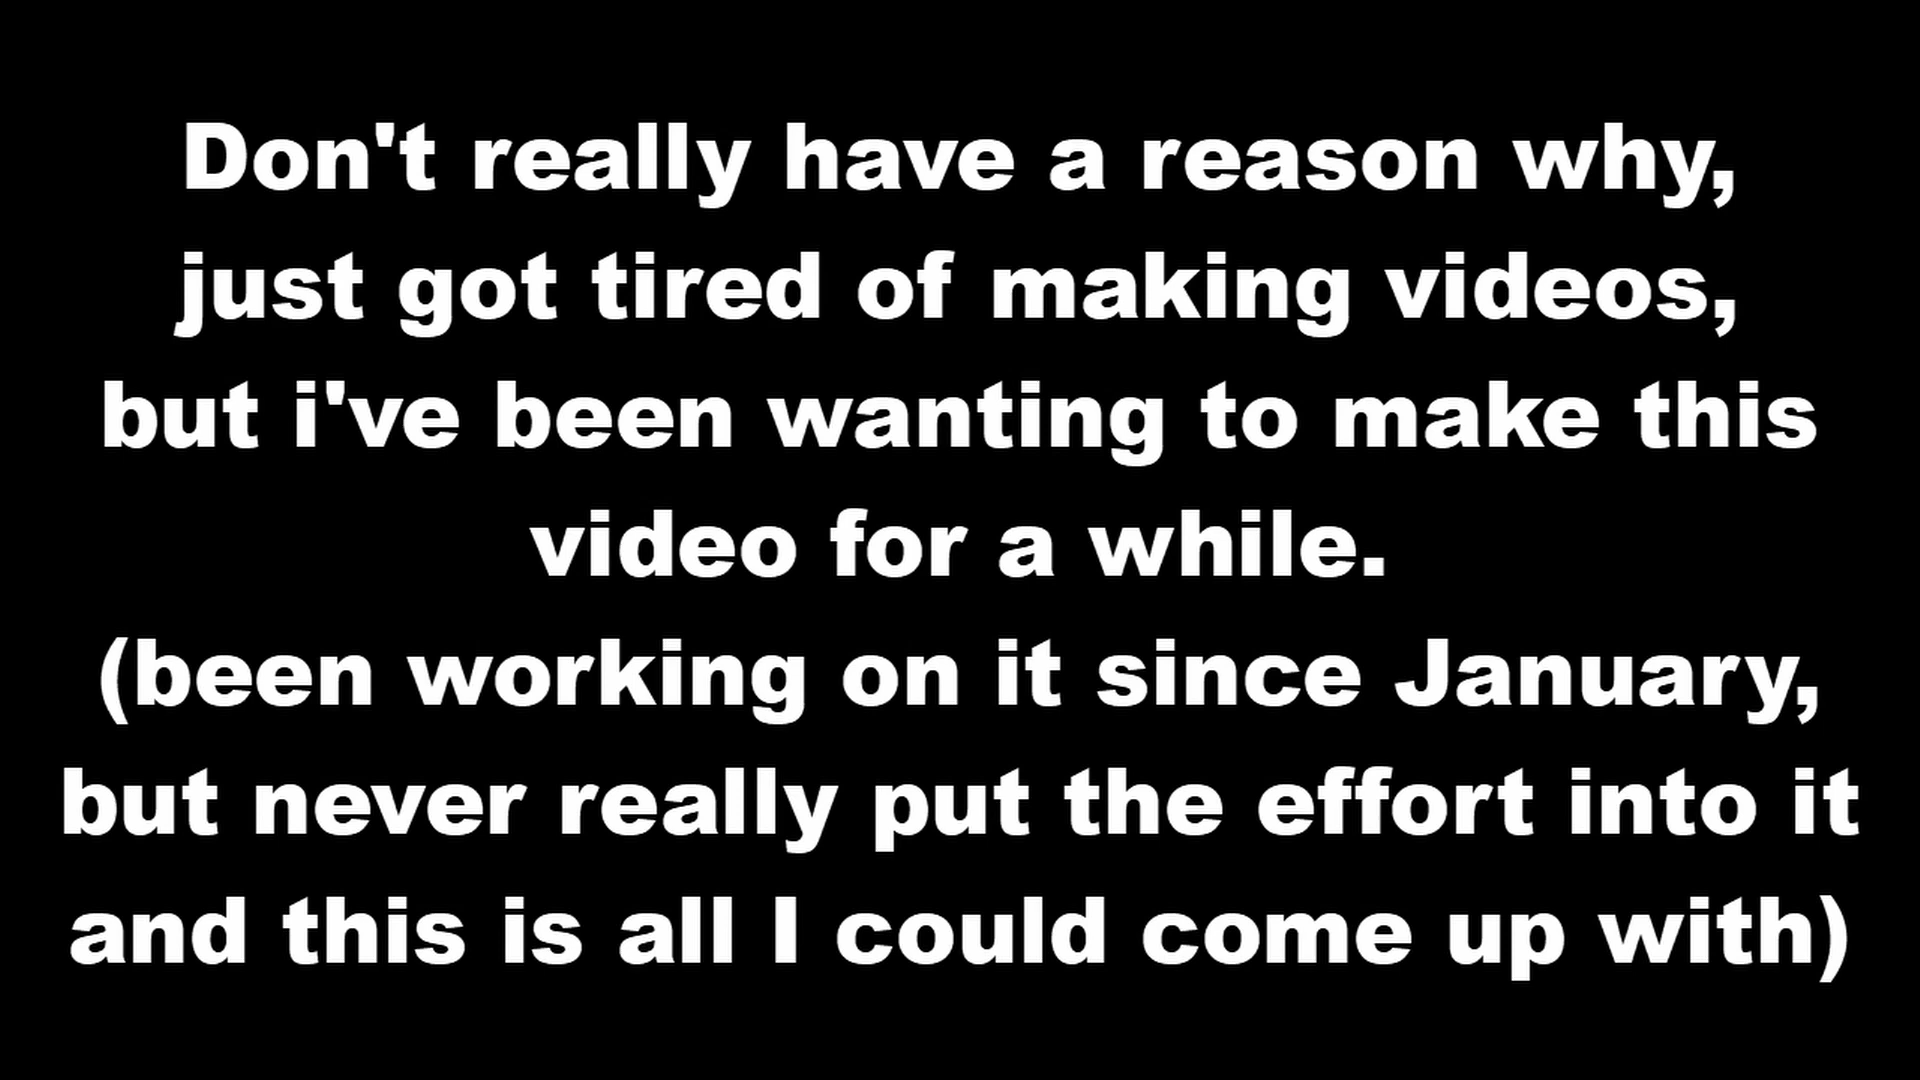 Don't really have a reason why,
just got tired of making videos,
but i've been wanting to make this
video for a while.
(been working on it since January,
but never really put the effort into it
and this is all I could come up with)